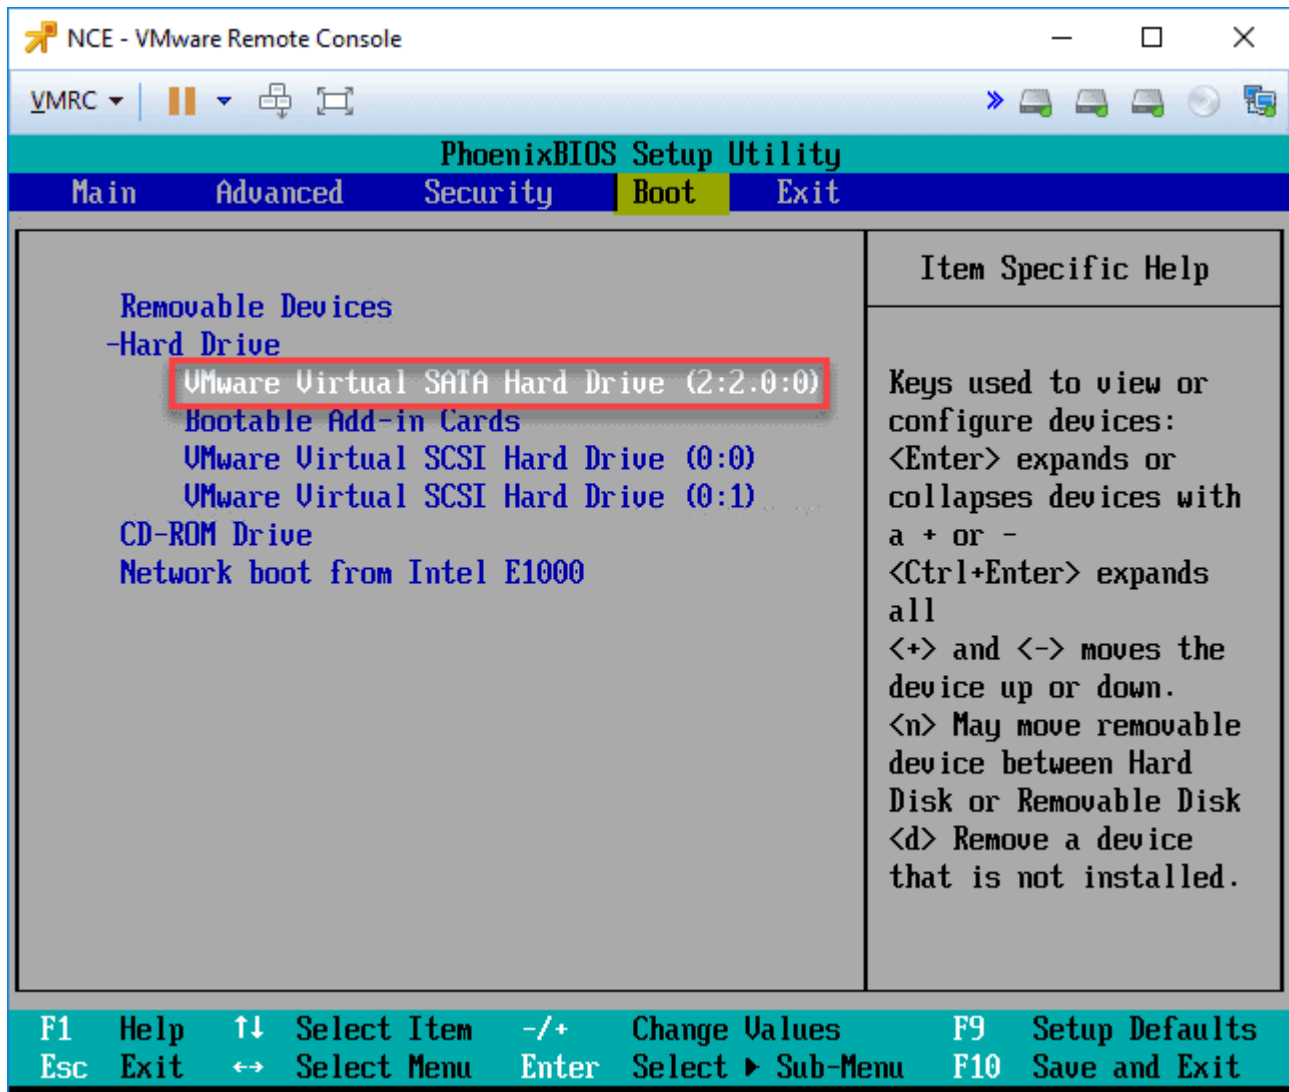 NCE - VMware Remote Console
VMRC
PhoenixBIOS Setup Utility
Main Advanced Security Boot Exit
Removable Devices
-Hard Drive
VMware Virtual SATA Hard Drive (2:2.0:0)
Bootable Add-in Cards
VMware Virtual SCSI Hard Drive (0:0)
VMware Virtual SCSI Hard Drive (0:1)
CD-ROM Drive
Network boot from Intel E1000
Item Specific Help
Keys used to view or
configure devices:
<Enter> expands or
collapses devices with
a + or -
<Ctrl+Enter> expands
all
<+> and <-> moves the
device up or down.
<n> May move removable
device between Hard
Disk or Removable Disk
<d> Remove a device
that is not installed.
F1 Help ↑↓ Select Item -/+ Change Values F9 Setup Defaults
Esc Exit ↔ Select Menu Enter Select ▶ Sub-Menu F10 Save and Exit